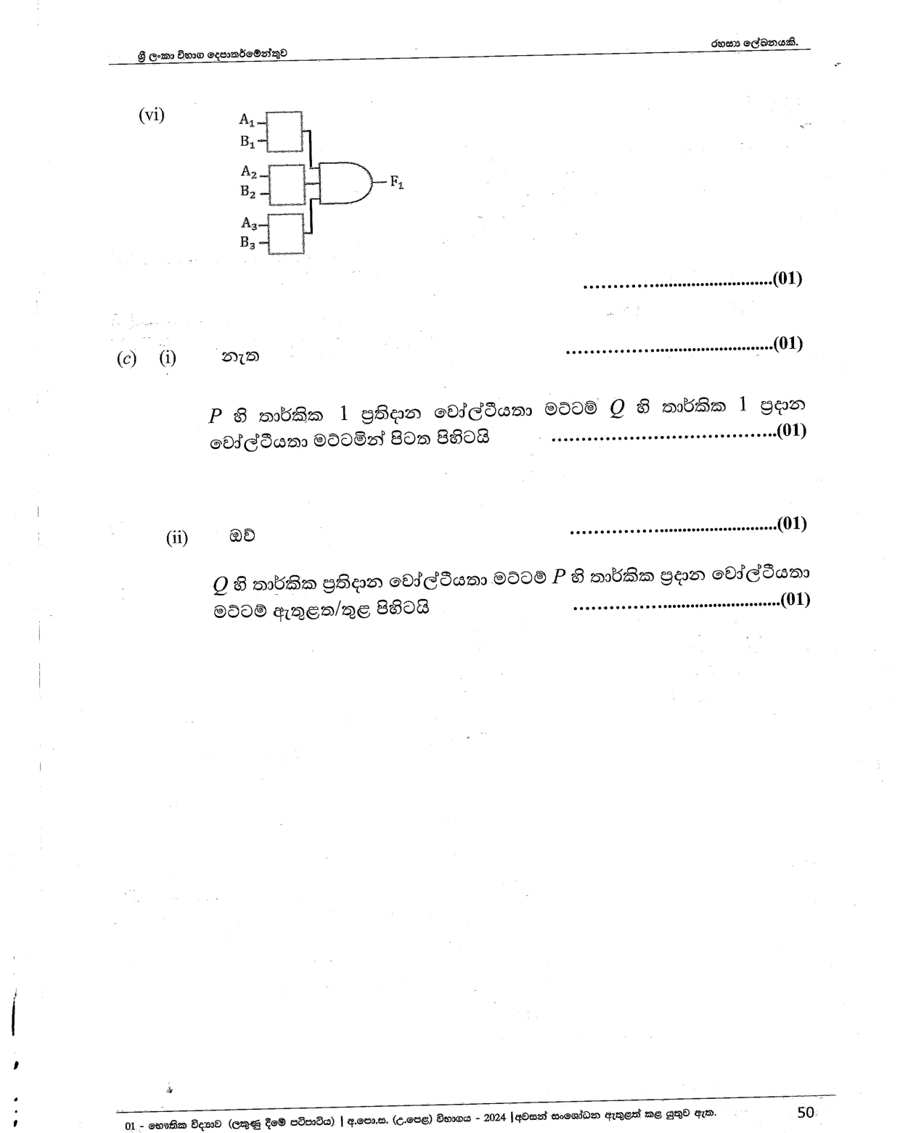 ශ්‍රී ලංකා විභාග දෙපාතර්මේන්තුව
රහස්‍ය ලේඛනයකි.
(vi)
A₁
B₁
A₂
B₂
F₁
A₃
B₃
.......................................(01)
(c) (i) නැත .......................................(01)
P හි තාර්කික 1 ප්‍රතිදාන වෝල්ටීයතා මට්ටම් Q හි තාර්කික 1 ප්‍රදාන
වෝල්ටීයතා මට්ටමින් පිටත පිහිටයි .......................................(01)
(ii) ඔව් .......................................(01)
Q හි තාර්කික ප්‍රතිදාන වෝල්ටීයතා මට්ටම් P හි තාර්කික ප්‍රදාන වෝල්ටීයතා
මට්ටම් ඇතුළත/තුළ පිහිටයි .......................................(01)
01 - භෞතික විද්‍යාව (ලකුණු දීමේ පටිපාටිය) | අ.පො.ස. (උ.පෙළ) විභාගය - 2024 | අවසන් සංශෝධන ඇතුළත් කළ යුතුව ඇත. 50